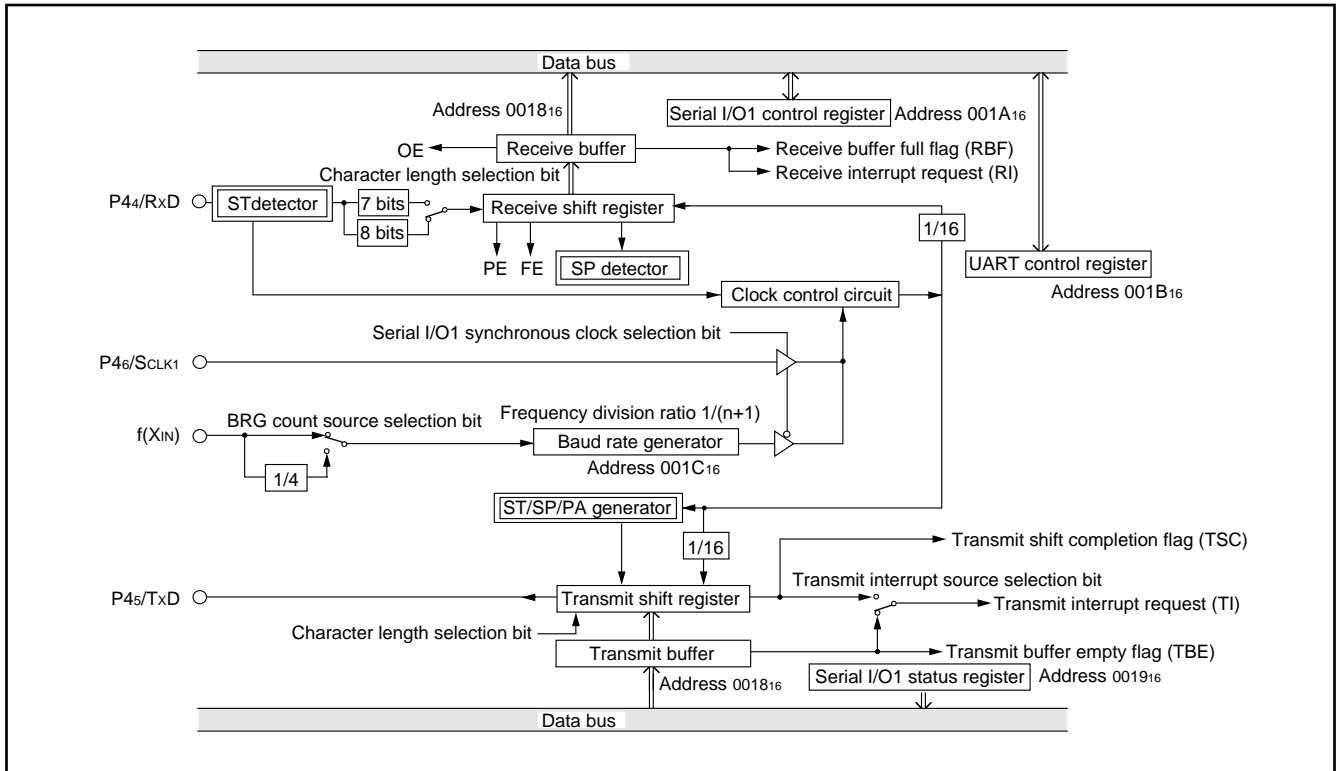 Data bus
Address 001816
Serial I/O1 control register
Address 001A16
OE
Receive buffer
Receive buffer full flag (RBF)
Receive interrupt request (RI)
Character length selection bit
P44/RxD
STdetector
7 bits
8 bits
Receive shift register
1/16
PE
FE
SP detector
UART control register
Address 001B16
Clock control circuit
Serial I/O1 synchronous clock selection bit
P46/SCLK1
BRG count source selection bit
Frequency division ratio 1/(n+1)
f(XIN)
Baud rate generator
Address 001C16
1/4
ST/SP/PA generator
1/16
Transmit shift completion flag (TSC)
Transmit interrupt source selection bit
P45/TxD
Transmit shift register
Transmit interrupt request (TI)
Character length selection bit
Transmit buffer
Transmit buffer empty flag (TBE)
Address 001816
Serial I/O1 status register
Address 001916
Data bus